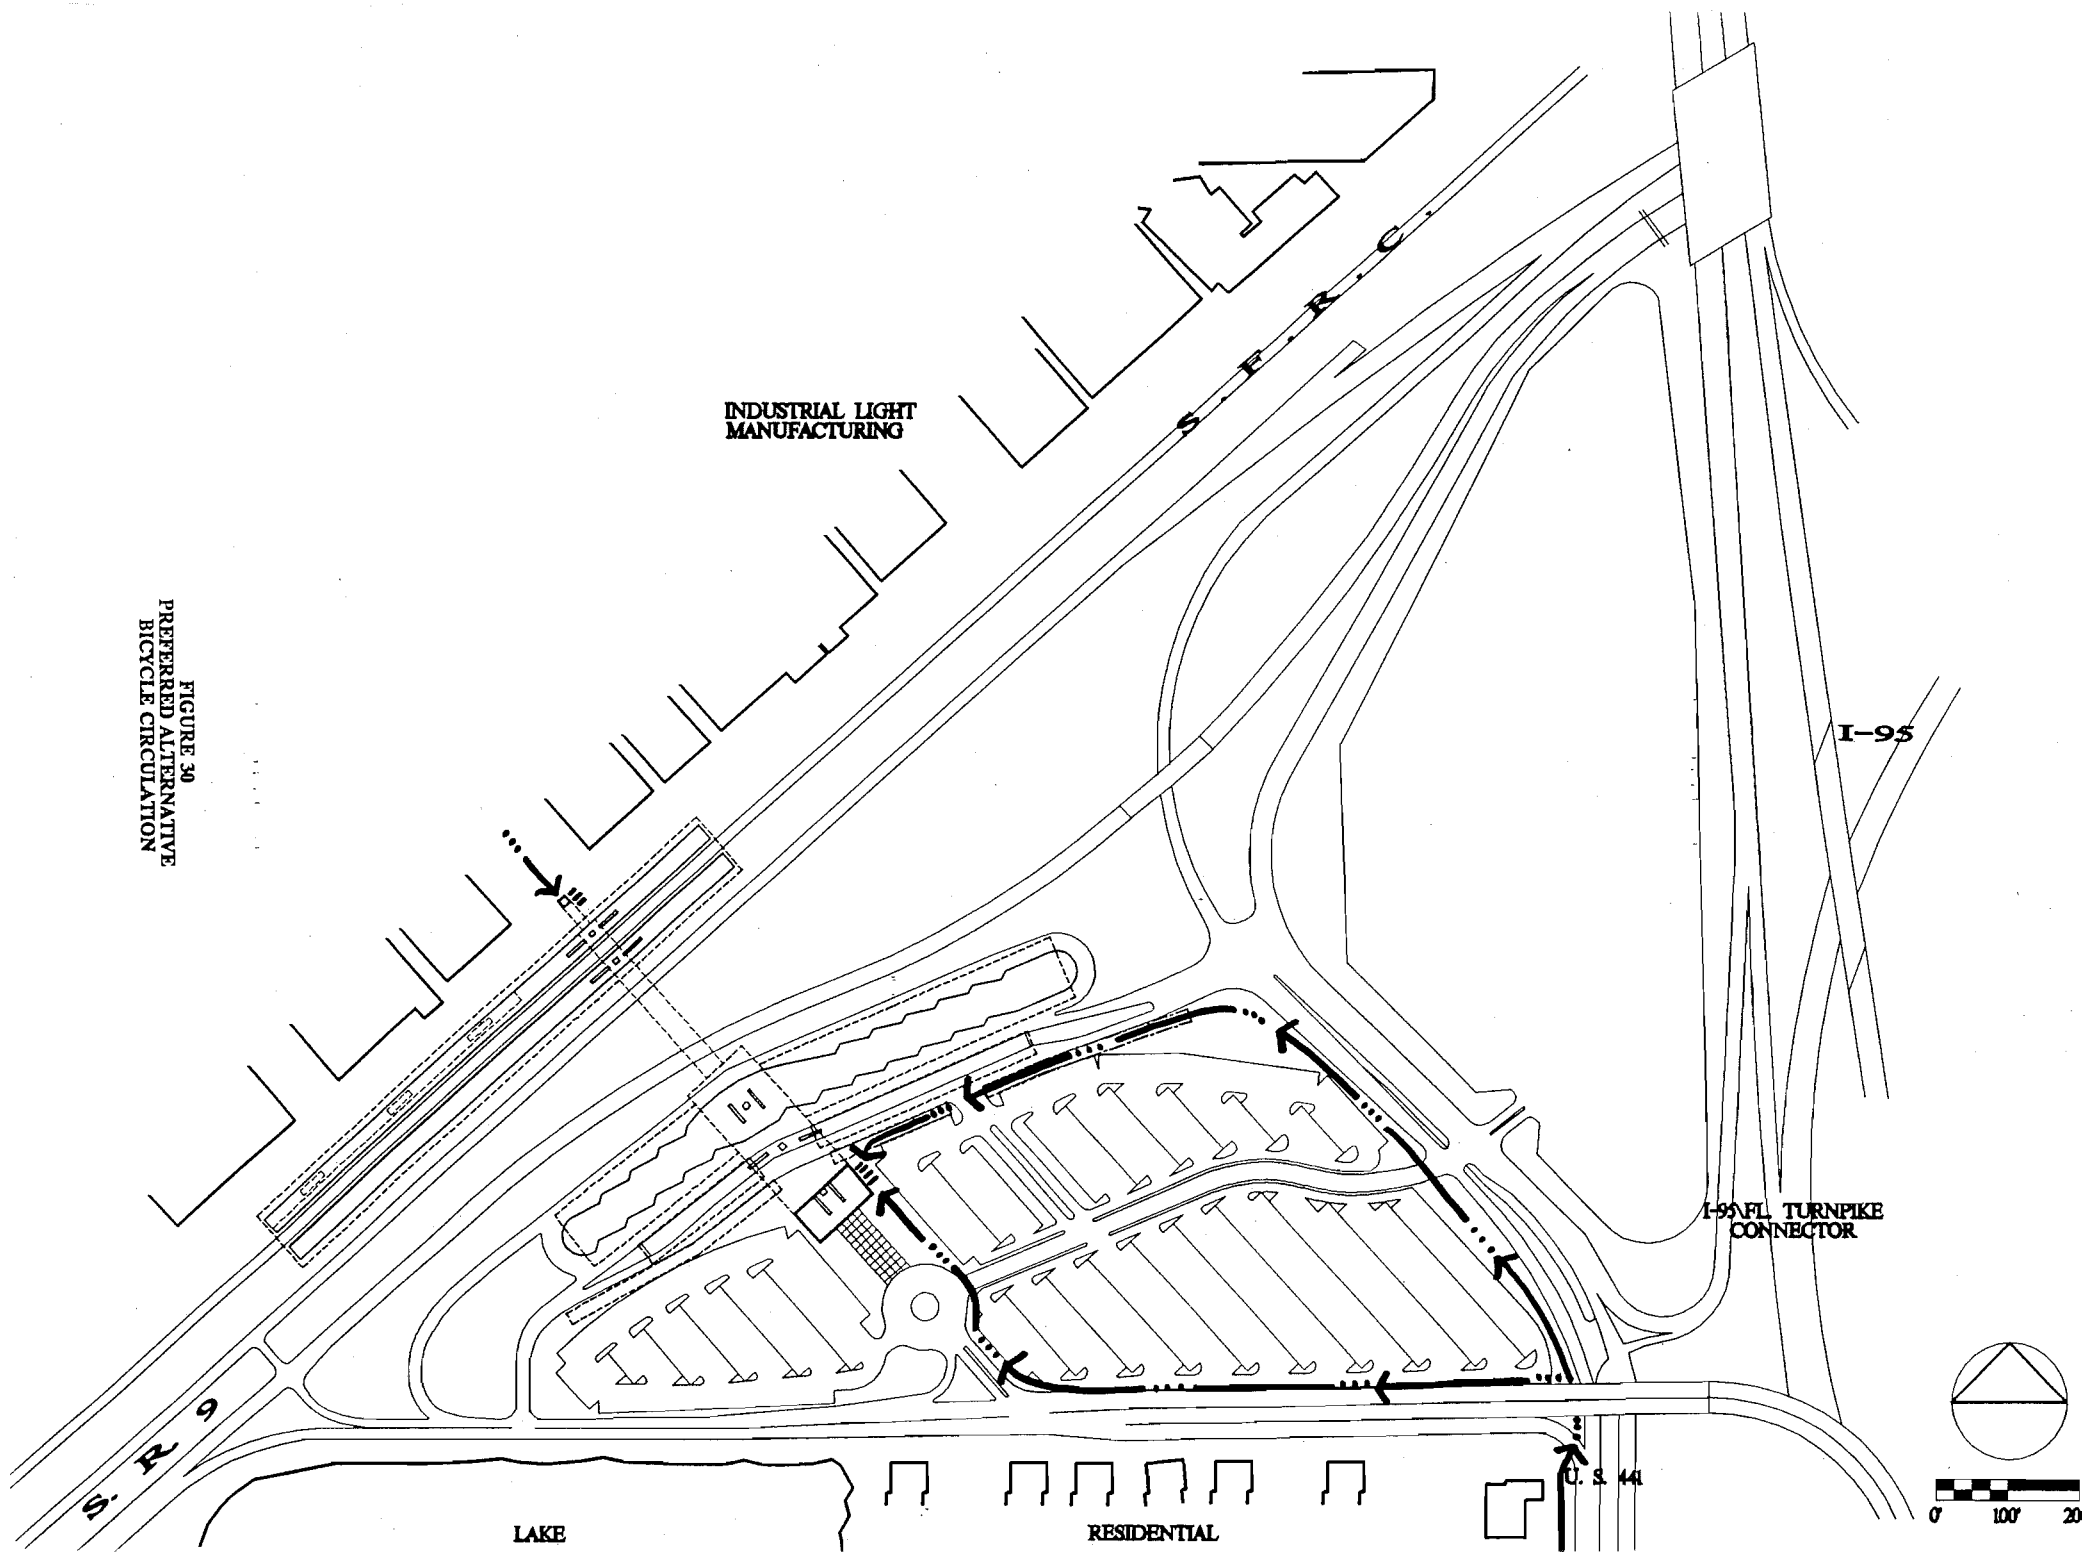 S. F. R. C.
INDUSTRIAL LIGHT
MANUFACTURING
FIGURE 30
PREFERRED ALTERNATIVE
BICYCLE CIRCULATION
I-95
I-95\FL. TURNPIKE
CONNECTOR
S. R 9
U. S. 441
LAKE
RESIDENTIAL
0' 100' 20